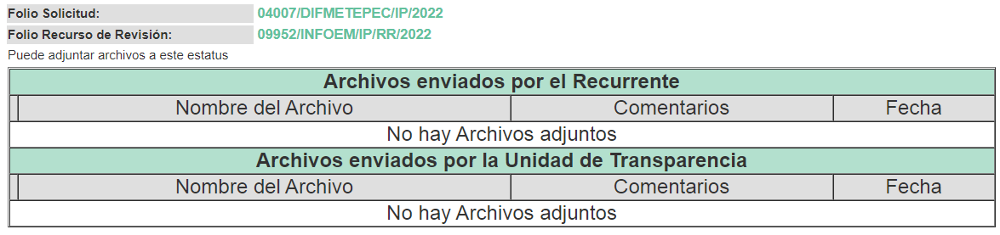 Folio Solicitud: 04007/DIFMETEPEC/IP/2022
Folio Recurso de Revisión: 09952/INFOEM/IP/RR/2022
Puede adjuntar archivos a este estatus
Archivos enviados por el Recurrente
Nombre del Archivo Comentarios Fecha
No hay Archivos adjuntos
Archivos enviados por la Unidad de Transparencia
Nombre del Archivo Comentarios Fecha
No hay Archivos adjuntos